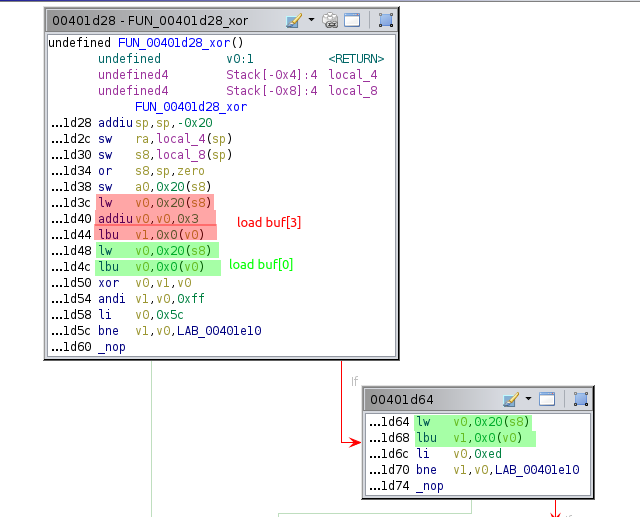 00401d28 - FUN_00401d28_xor
undefined FUN_00401d28_xor()
undefined v0:1 <RETURN>
undefined4 Stack[-0x4]:4 local_4
undefined4 Stack[-0x8]:4 local_8
FUN_00401d28_xor
...1d28 addiu sp,sp,-0x20
...1d2c sw ra,local_4(sp)
...1d30 sw s8,local_8(sp)
...1d34 or s8,sp,zero
...1d38 sw a0,0x20(s8)
...1d3c lw v0,0x20(s8)
...1d40 addiu v0,v0,0x3
load buf[3]
...1d44 lbu v1,0x0(v0)
...1d48 lw v0,0x20(s8)
...1d4c lbu v0,0x0(v0)
load buf[0]
...1d50 xor v0,v1,v0
...1d54 andi v1,v0,0xff
...1d58 li v0,0x5c
...1d5c bne v1,v0,LAB_00401e10
...1d60 _nop
If
00401d64
...1d64 lw v0,0x20(s8)
...1d68 lbu v1,0x0(v0)
...1d6c li v0,0xed
...1d70 bne v1,v0,LAB_00401e10
...1d74 _nop